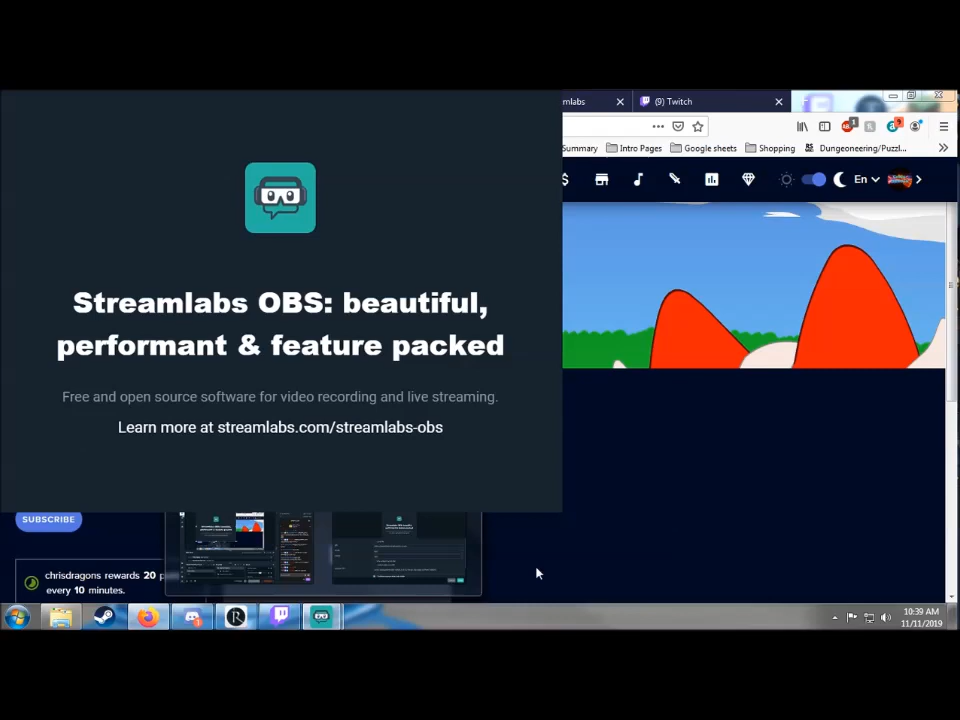 mlabs
(9) Twitch
Summary
Intro Pages
Google sheets
Shopping
Dungeoneering/Puzzl...
En
Streamlabs OBS: beautiful,
performant & feature packed
Free and open source software for video recording and live streaming.
Learn more at streamlabs.com/streamlabs-obs
SUBSCRIBE
chrisdragons rewards 20 p
every 10 minutes.
10:39 AM
11/11/2019